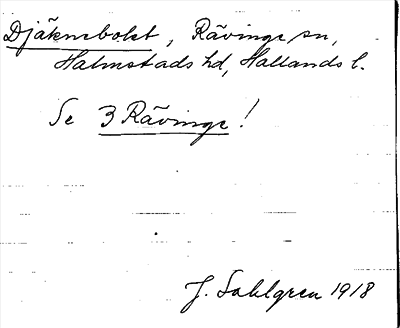 Djäknebolet, Rävinge sn,
Halmstads hd, Hallands l.
Se 3 Rävinge!
J. Sahlgren 1918